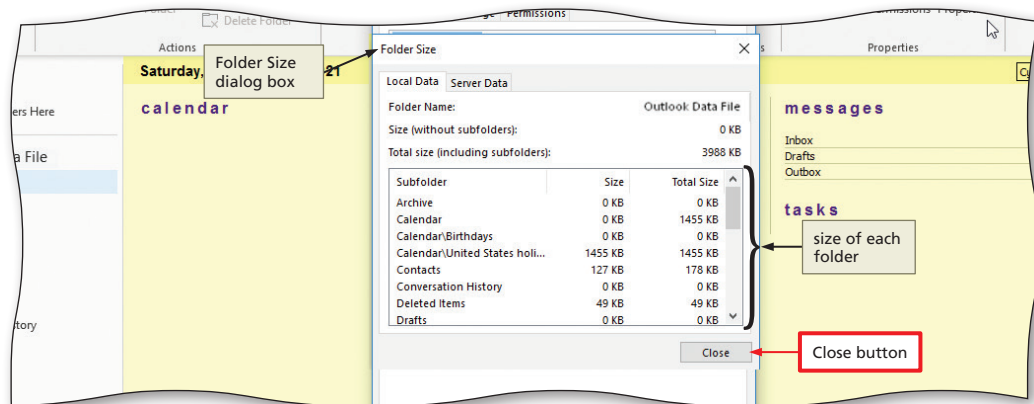 Delete Folder
Permissions
Actions
Properties
Folder Size
dialog box
Folder Size
Saturday,
21
Local Data
Server Data
ers Here
calendar
Folder Name:
Outlook Data File
messages
Size (without subfolders):
0 KB
Inbox
a File
Total size (including subfolders):
3988 KB
Drafts
Outbox
Subfolder Size Total Size
Archive 0 KB 0 KB
Calendar 0 KB 1455 KB
tasks
Calendar\Birthdays 0 KB 0 KB
Calendar\United States holi... 1455 KB 1455 KB
Contacts 127 KB 178 KB
Conversation History 0 KB 0 KB
Deleted Items 49 KB 49 KB
Drafts 0 KB 0 KB
size of each
folder
tory
Close
Close button